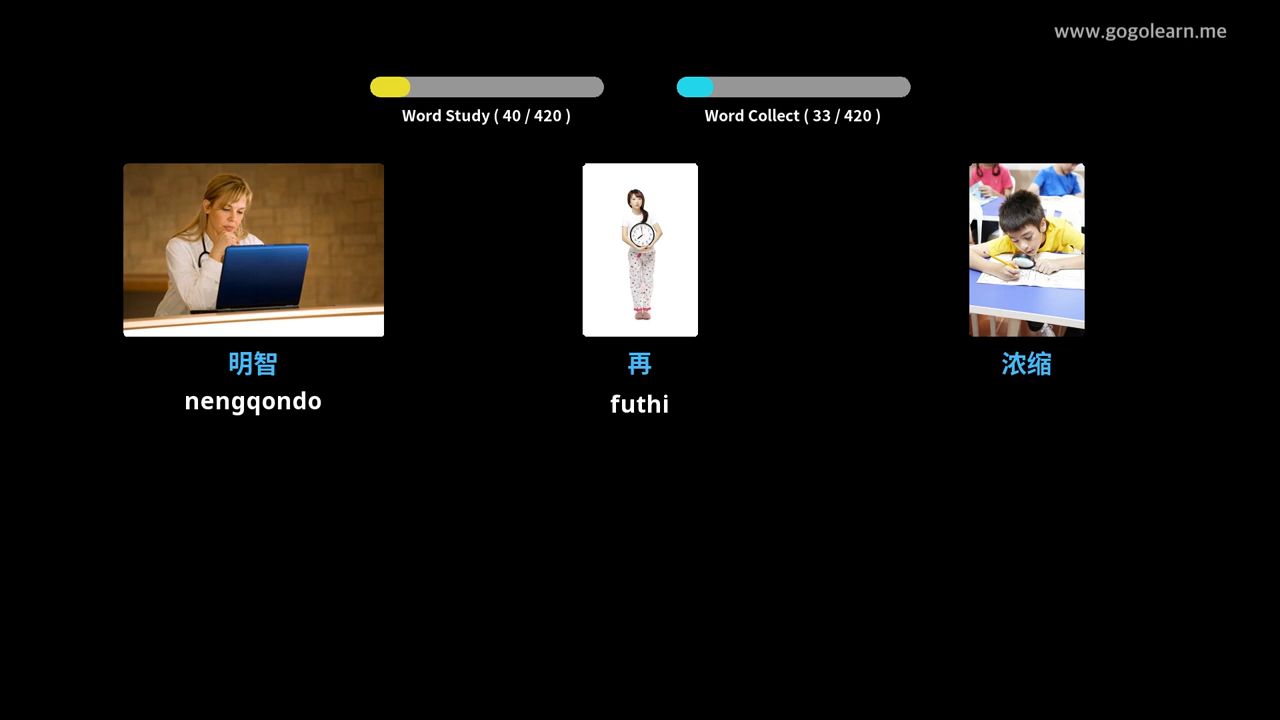 www.gogolearn.me
Word Study ( 40 / 420 )
Word Collect ( 33 / 420 )
明智
再
浓缩
nengqondo
futhi